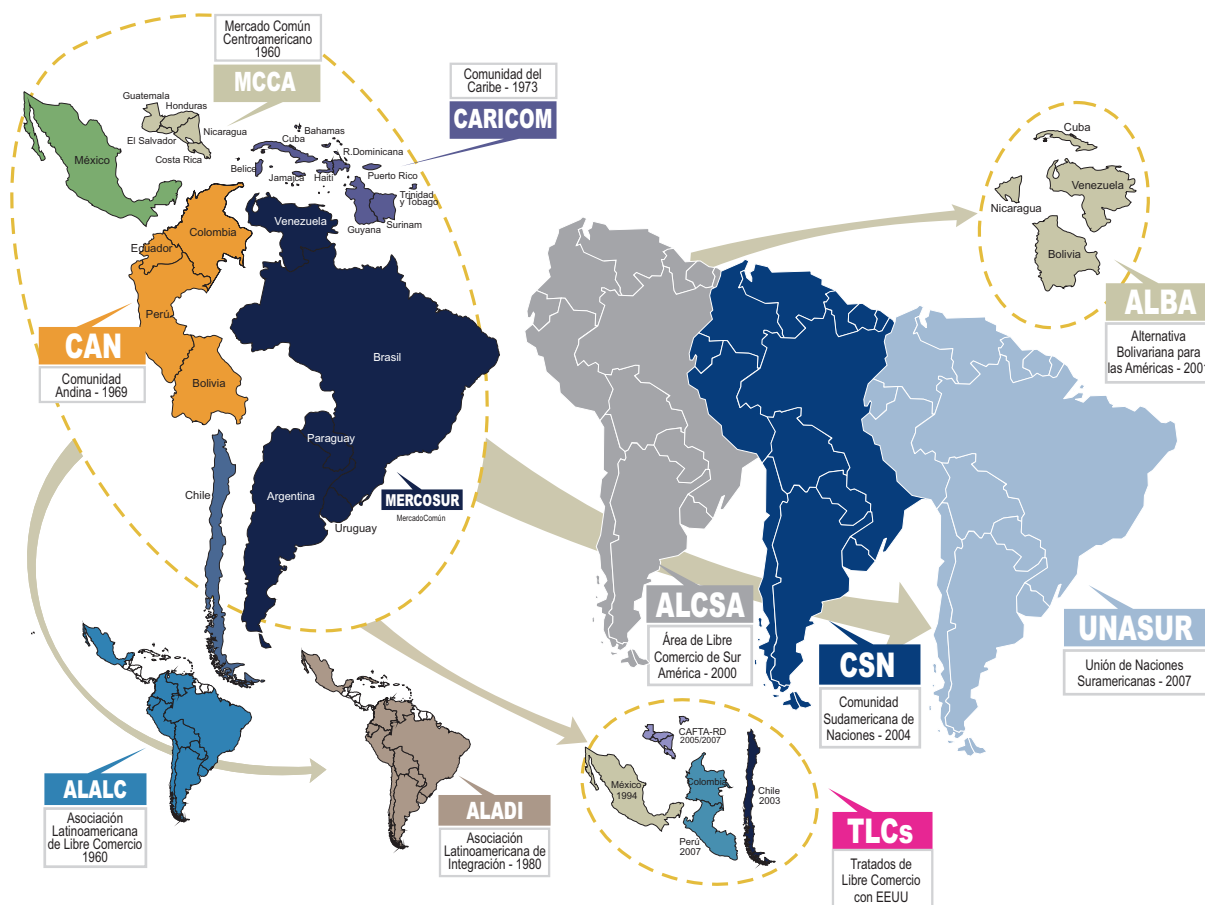 Mercado Común
Centroamericano
1960
MCCA
Comunidad del
Caribe - 1973
CARICOM
Guatemala
Honduras
El Salvador
Nicaragua
Costa Rica
México
Bahamas
Cuba
R.Dominicana
Belice
Jamaica
Haití
Puerto Rico
Trinidad
y Tobago
Guyana
Surinam
Venezuela
Colombia
Ecuador
Perú
CAN
Comunidad
Andina - 1969
Bolivia
Brasil
Paraguay
Chile
Argentina
MERCOSUR
MercadoComún
Uruguay
Cuba
Venezuela
Nicaragua
Bolivia
ALBA
Alternativa
Bolivariana para
las Américas - 2001
ALCSA
Área de Libre
Comercio de Sur
América - 2000
CSN
Comunidad
Sudamericana de
Naciones - 2004
UNASUR
Unión de Naciones
Suramericanas - 2007
ALALC
Asociación
Latinoamericana
de Libre Comercio
1960
ALADI
Asociación
Latinoamericana de
Integración - 1980
CAFTA-RD
2005/2007
México
1994
Colombia
Chile
2003
Perú
2007
TLCs
Tratados de
Libre Comercio
con EEUU